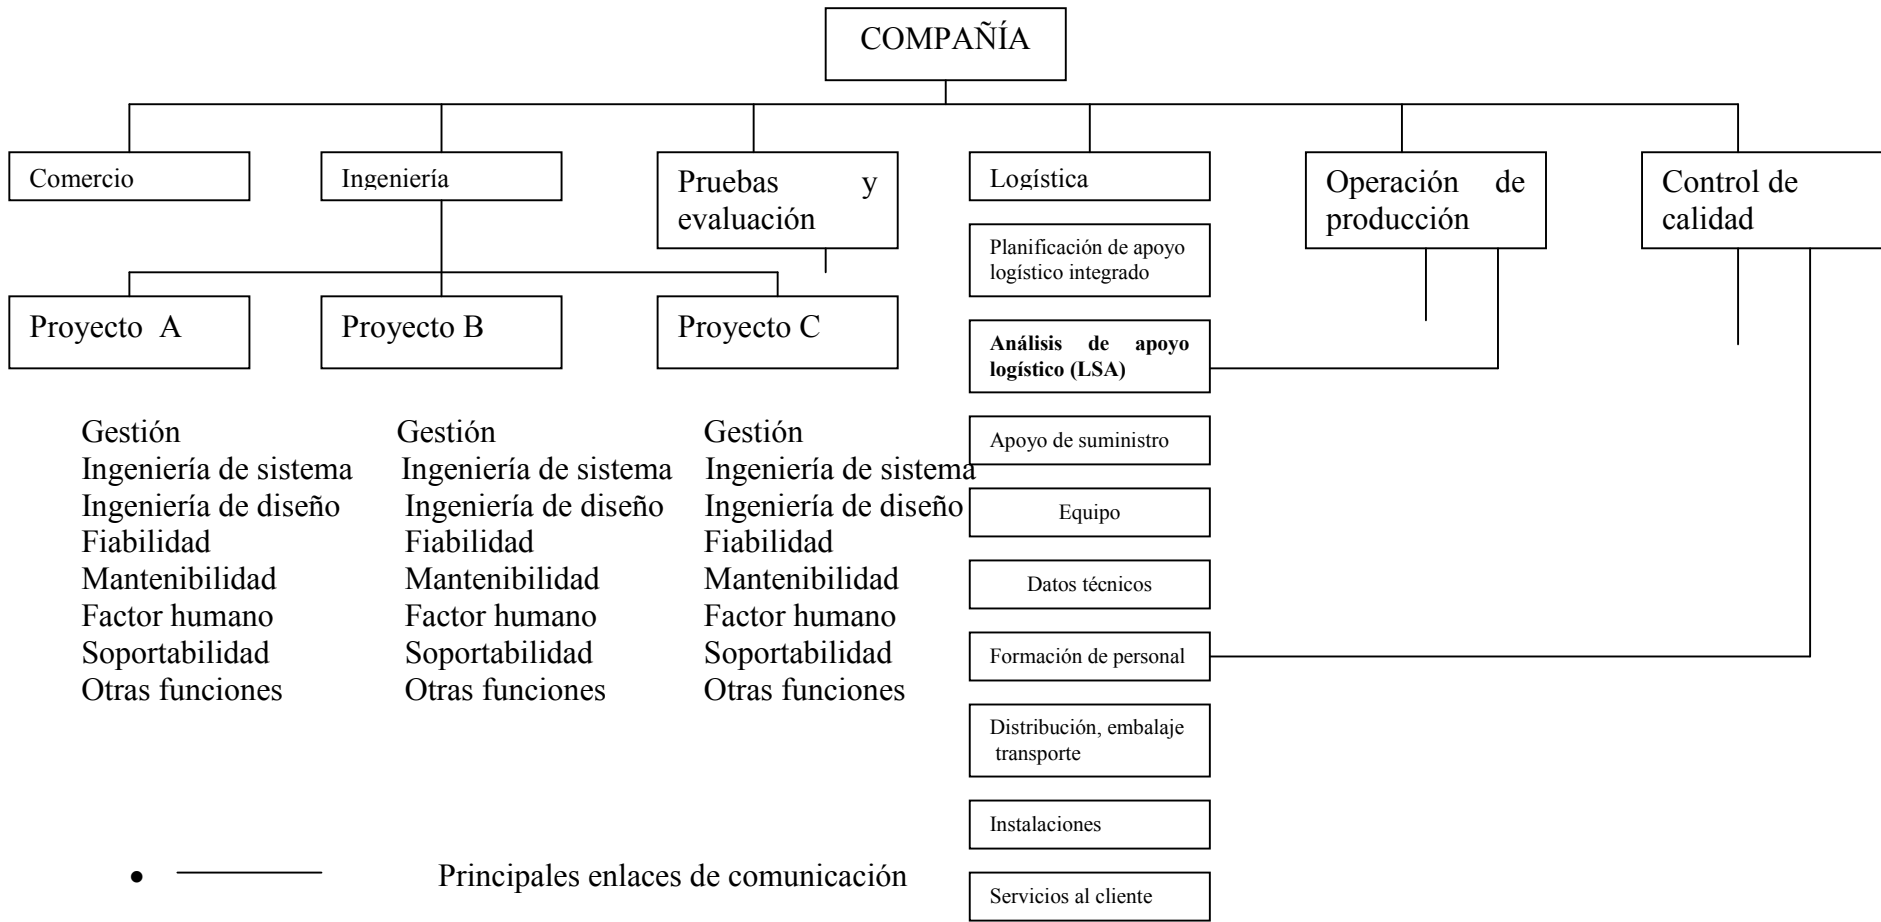 COMPAÑÍA
Comercio
Ingeniería
Pruebas y
evaluación
Logística
Operación de
producción
Control de
calidad
Planificación de apoyo
logístico integrado
Proyecto A
Proyecto B
Proyecto C
Análisis de apoyo
logístico (LSA)
Gestión
Ingeniería de sistema
Ingeniería de diseño
Fiabilidad
Mantenibilidad
Factor humano
Soportabilidad
Otras funciones
Gestión
Ingeniería de sistema
Ingeniería de diseño
Fiabilidad
Mantenibilidad
Factor humano
Soportabilidad
Otras funciones
Gestión
Ingeniería de sistema
Ingeniería de diseño
Fiabilidad
Mantenibilidad
Factor humano
Soportabilidad
Otras funciones
Apoyo de suministro
Equipo
Datos técnicos
Formación de personal
Distribución, embalaje
transporte
Instalaciones
Servicios al cliente
• Principales enlaces de comunicación